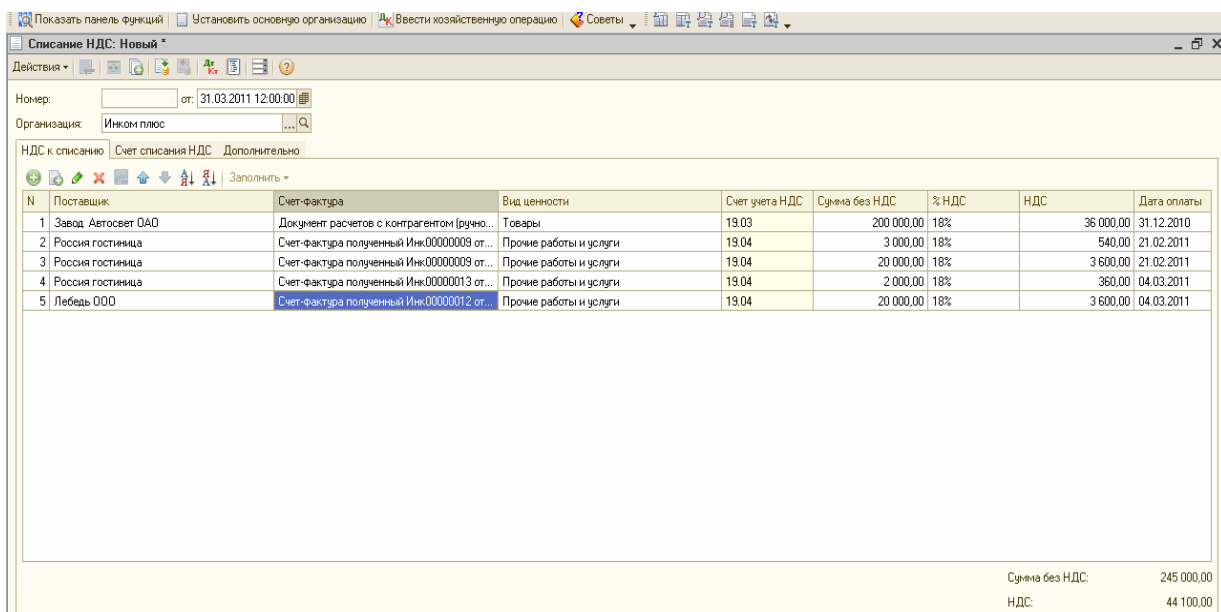 Показать панель функций Установить основную организацию Ввести хозяйственную операцию Советы
Списание НДС: Новый *
Действия
Номер: от: 31.03.2011 12:00:00
Организация: Инком плюс ...
НДС к списанию Счет списания НДС Дополнительно
Заполнить
N Поставщик Счет-фактура Вид ценности Счет учета НДС Сумма без НДС % НДС НДС Дата оплаты
1 Завод Автосвет ОАО Документ расчетов с контрагентом (ручно... Товары 19.03 200 000,00 18% 36 000,00 31.12.2010
2 Россия гостиница Счет-фактура полученный Инк00000009 от... Прочие работы и услуги 19.04 3 000,00 18% 540,00 21.02.2011
3 Россия гостиница Счет-фактура полученный Инк00000009 от... Прочие работы и услуги 19.04 20 000,00 18% 3 600,00 21.02.2011
4 Россия гостиница Счет-фактура полученный Инк00000013 от... Прочие работы и услуги 19.04 2 000,00 18% 360,00 04.03.2011
5 Лебедь ООО Счет-фактура полученный Инк00000012 от... Прочие работы и услуги 19.04 20 000,00 18% 3 600,00 04.03.2011
Сумма без НДС: 245 000,00
НДС: 44 100,00